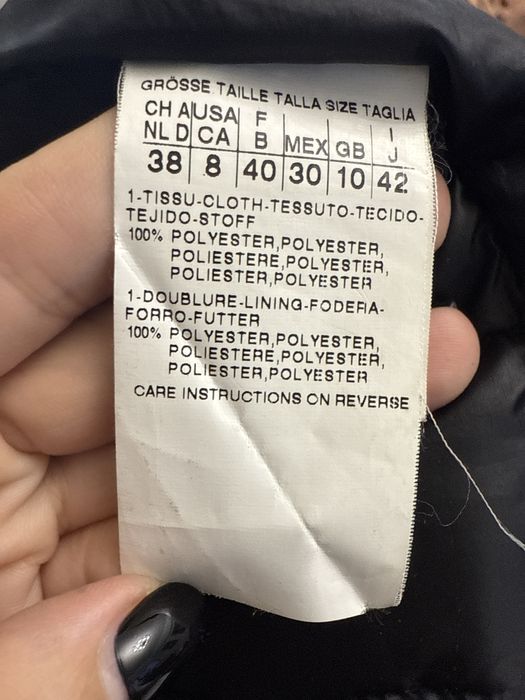 GRÖSSE TAILLE TALLA SIZE TAGLIA
CH A USA F I
NL D CA B MEX GB J
38 8 40 30 10 42
1-TISSU-CLOTH-TESSUTO-TECIDO-
TEJIDO-STOFF
100% POLYESTER,POLYESTER,
POLIESTERE,POLYESTER,
POLIESTER,POLYESTER
1-DOUBLURE-LINING-FODERA-
FORRO-FUTTER
100% POLYESTER,POLYESTER,
POLIESTERE,POLYESTER,
POLIESTER,POLYESTER
CARE INSTRUCTIONS ON REVERSE